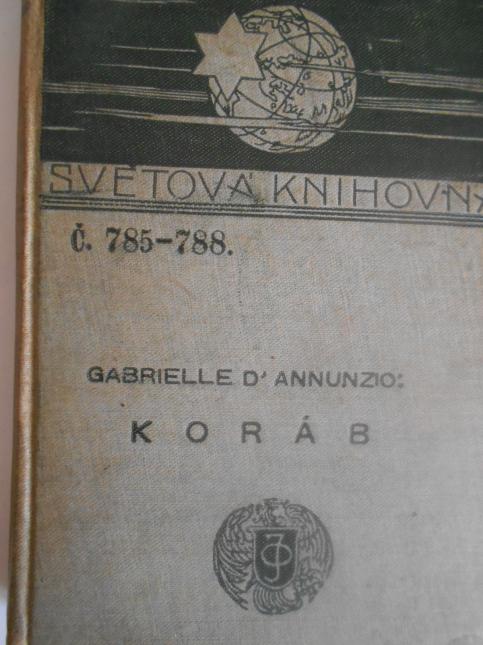 SVĚTOVÁ KNIHOVNA
Č. 785-788.
GABRIELLE D' ANNUNZIO:
KORÁB